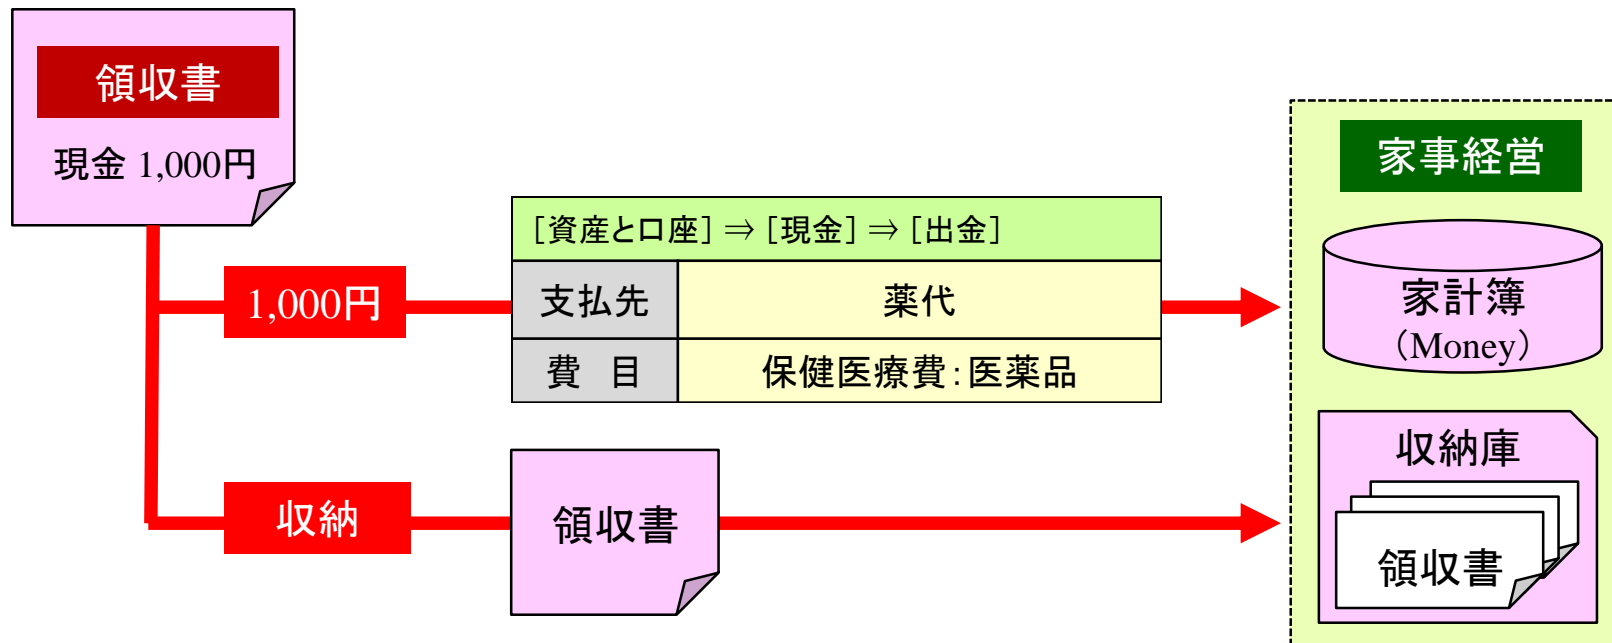 領収書
現金 1,000円
1,000円
[資産と口座] ⇒ [現金] ⇒ [出金]
支払先
薬代
費　目
保健医療費：医薬品
収納
領収書
家事経営
家計簿
（Money）
収納庫
領収書